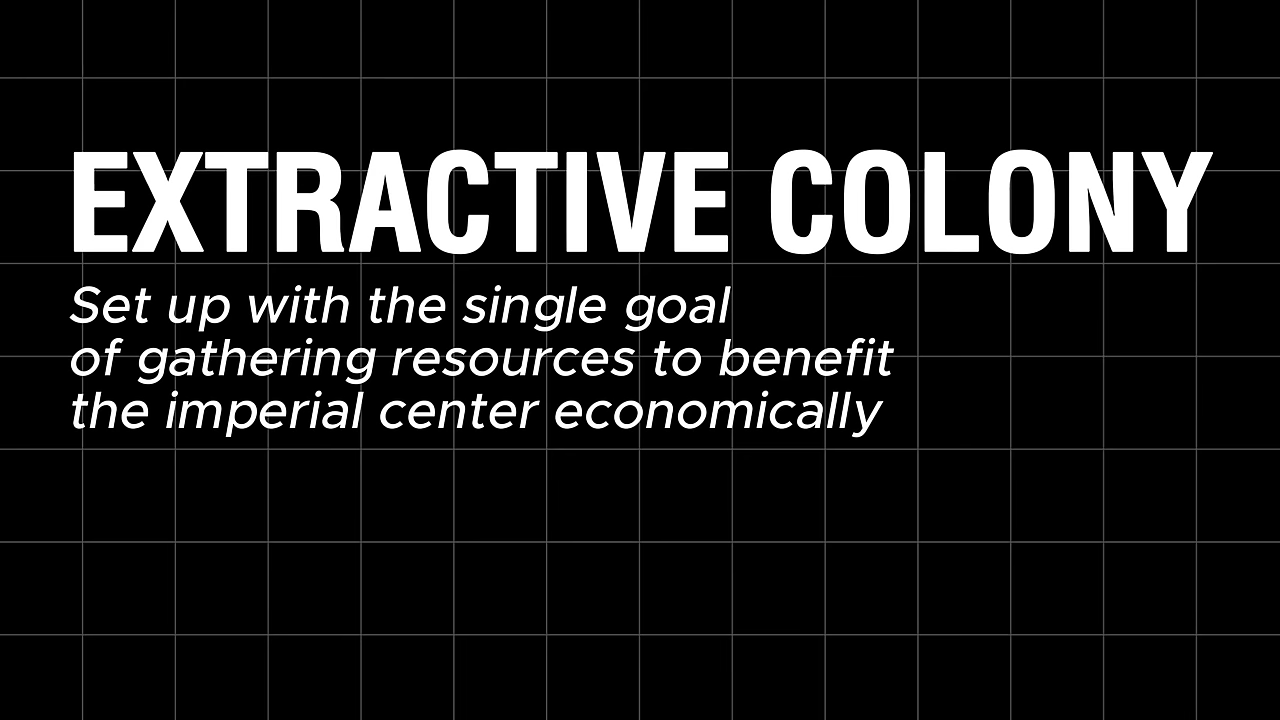 EXTRACTIVE COLONY
Set up with the single goal
of gathering resources to benefit
the imperial center economically